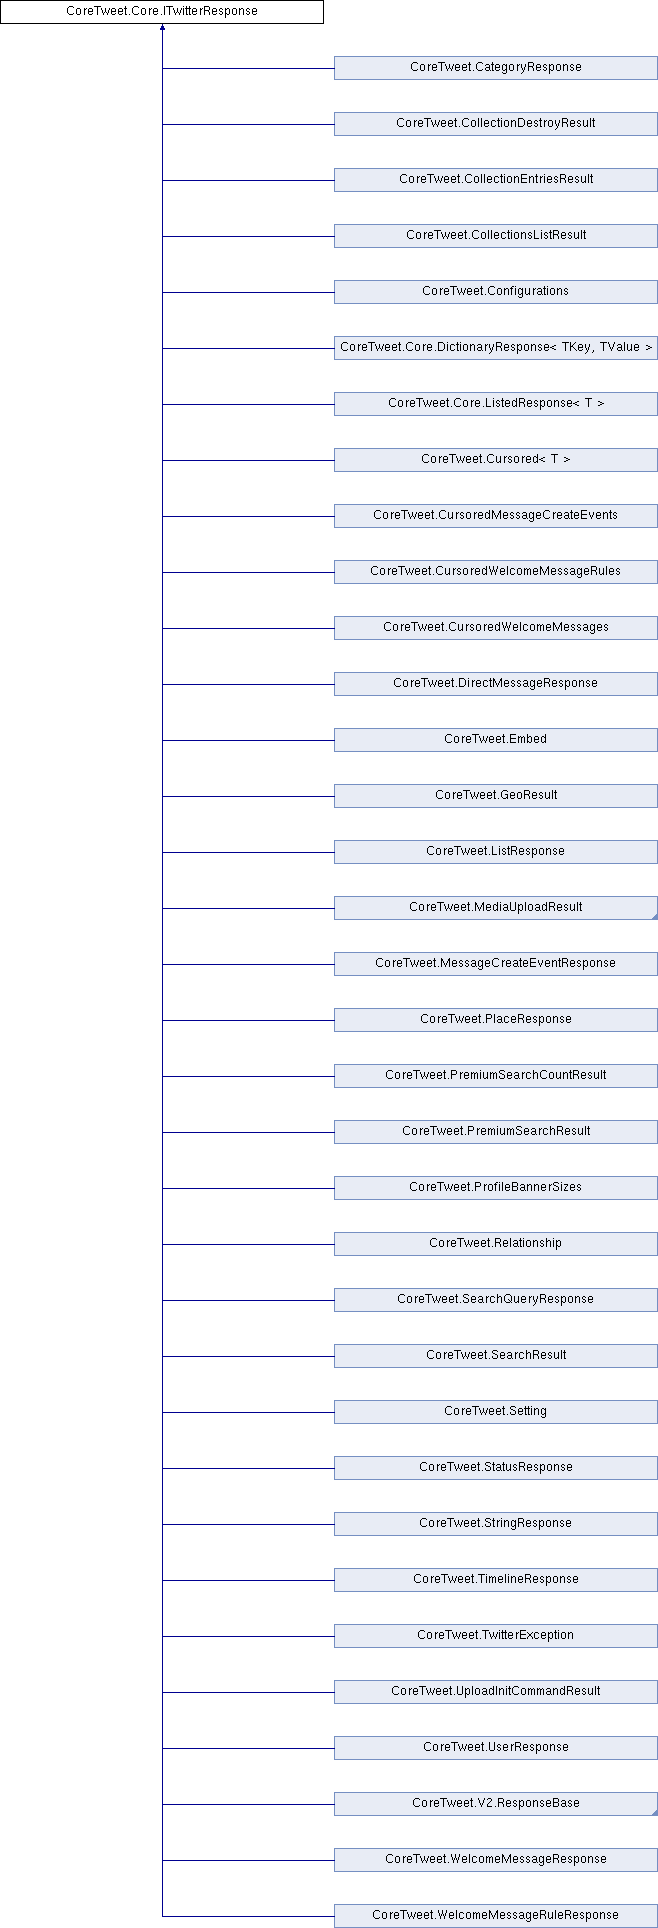 CoreTweet.Core.ITwitterResponse
CoreTweet.CategoryResponse
CoreTweet.CollectionDestroyResult
CoreTweet.CollectionEntriesResult
CoreTweet.CollectionsListResult
CoreTweet.Configurations
CoreTweet.Core.DictionaryResponse< TKey, TValue >
CoreTweet.Core.ListedResponse< T >
CoreTweet.Cursored< T >
CoreTweet.CursoredMessageCreateEvents
CoreTweet.CursoredWelcomeMessageRules
CoreTweet.CursoredWelcomeMessages
CoreTweet.DirectMessageResponse
CoreTweet.Embed
CoreTweet.GeoResult
CoreTweet.ListResponse
CoreTweet.MediaUploadResult
CoreTweet.MessageCreateEventResponse
CoreTweet.PlaceResponse
CoreTweet.PremiumSearchCountResult
CoreTweet.PremiumSearchResult
CoreTweet.ProfileBannerSizes
CoreTweet.Relationship
CoreTweet.SearchQueryResponse
CoreTweet.SearchResult
CoreTweet.Setting
CoreTweet.StatusResponse
CoreTweet.StringResponse
CoreTweet.TimelineResponse
CoreTweet.TwitterException
CoreTweet.UploadInitCommandResult
CoreTweet.UserResponse
CoreTweet.V2.ResponseBase
CoreTweet.WelcomeMessageResponse
CoreTweet.WelcomeMessageRuleResponse